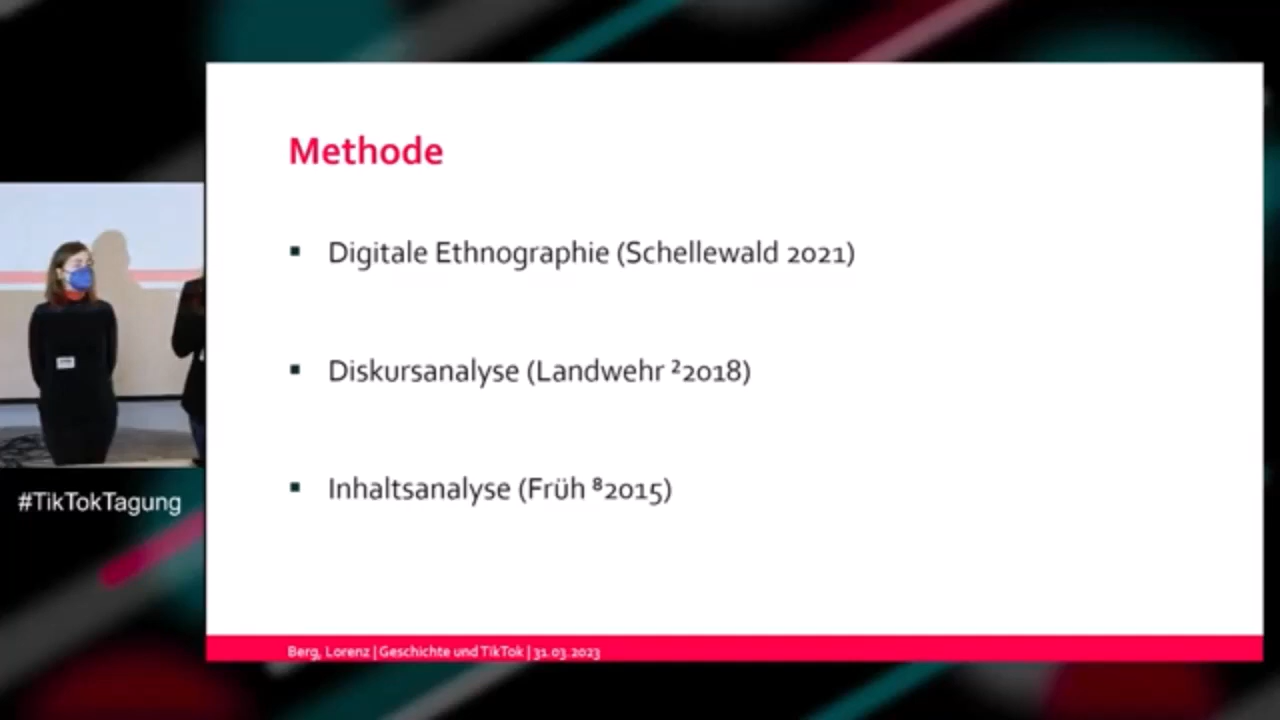 Methode
▪ Digitale Ethnographie (Schellewald 2021)
▪ Diskursanalyse (Landwehr ²2018)
▪ Inhaltsanalyse (Früh ⁸2015)
#TikTokTagung
Berg, Lorenz | Geschichte und TikTok | 31.03.2023